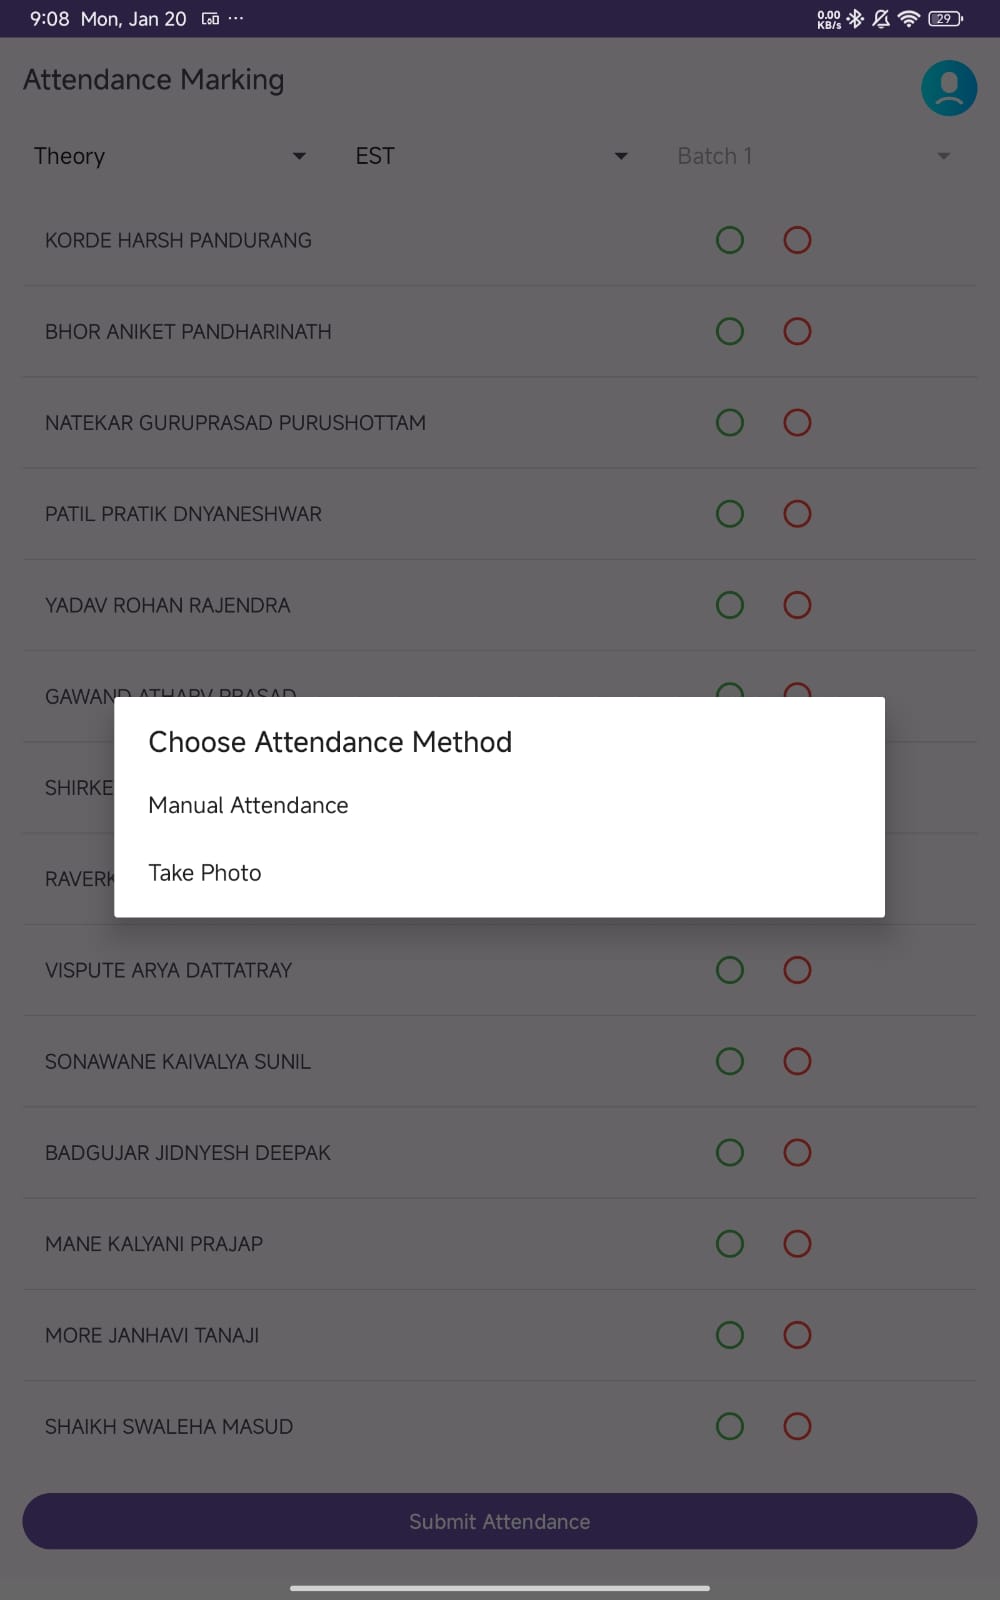 9:08 Mon, Jan 20 ...
0.00 KB/s 29
Attendance Marking
Theory EST Batch 1
KORDE HARSH PANDURANG
BHOR ANIKET PANDHARINATH
NATEKAR GURUPRASAD PURUSHOTTAM
PATIL PRATIK DNYANESHWAR
YADAV ROHAN RAJENDRA
GAWAND ATHARV PRASAD
Choose Attendance Method
SHIRKE
Manual Attendance
Take Photo
VISPUTE ARYA DATTATRAY
SONAWANE KAIVALYA SUNIL
BADGUJAR JIDNYESH DEEPAK
MANE KALYANI PRAJAP
MORE JANHAVI TANAJI
SHAIKH SWALEHA MASUD
Submit Attendance